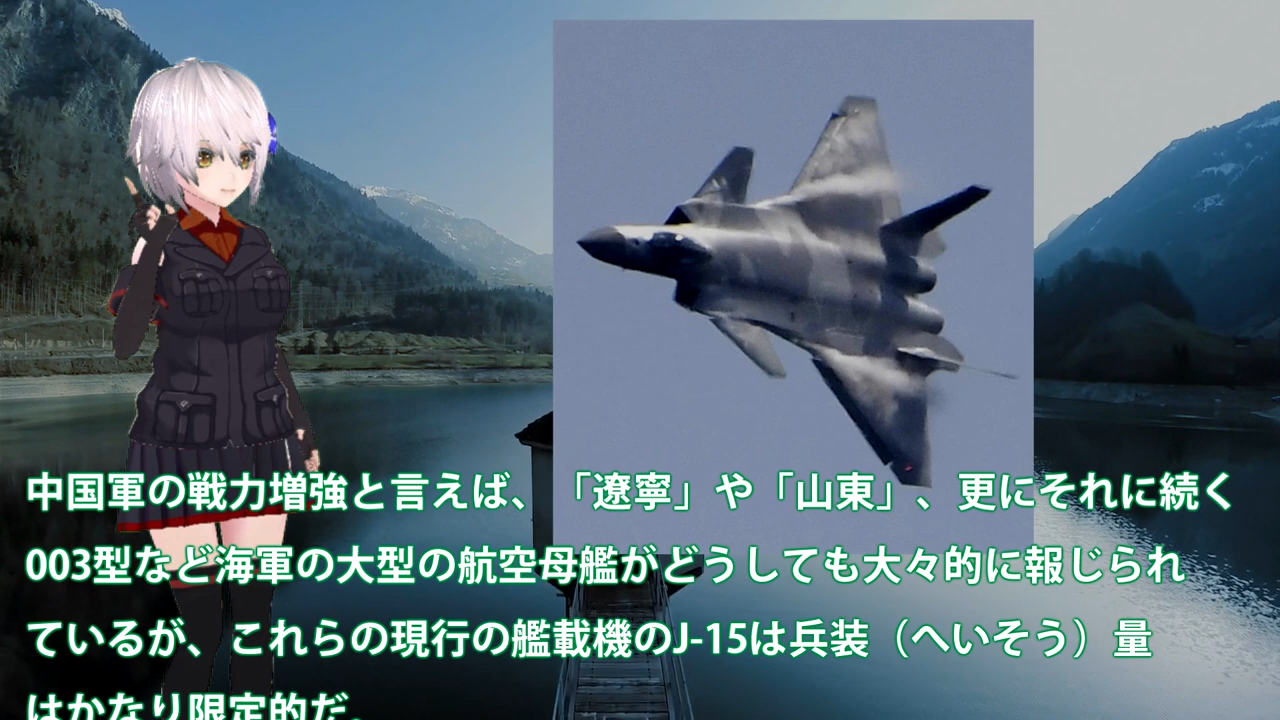 中国軍の戦力増強と言えば、「遼寧」や「山東」、更にそれに続く
003型など海軍の大型の航空母艦がどうしても大々的に報じられ
ているが、これらの現行の艦載機のJ-15は兵装（へいそう）量
はかなり限定的だ。